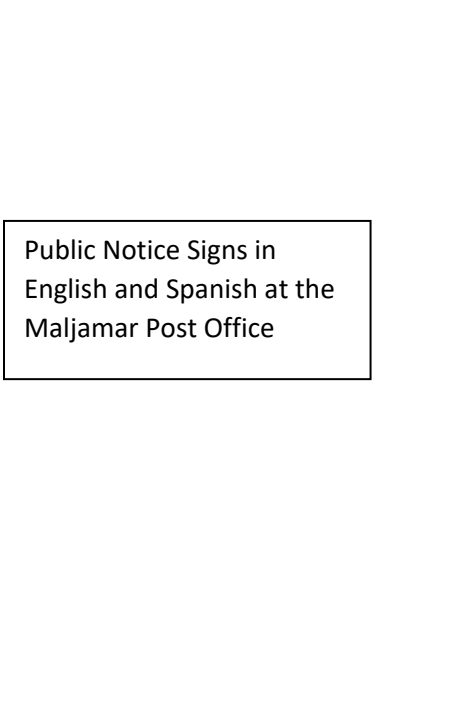 Public Notice Signs in
English and Spanish at the
Maljamar Post Office